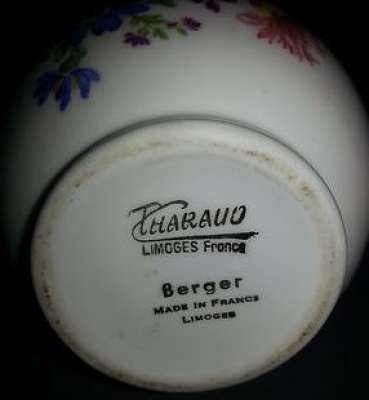 THARAUD
LIMOGES France
Berger
MADE IN FRANCE
LIMOGES